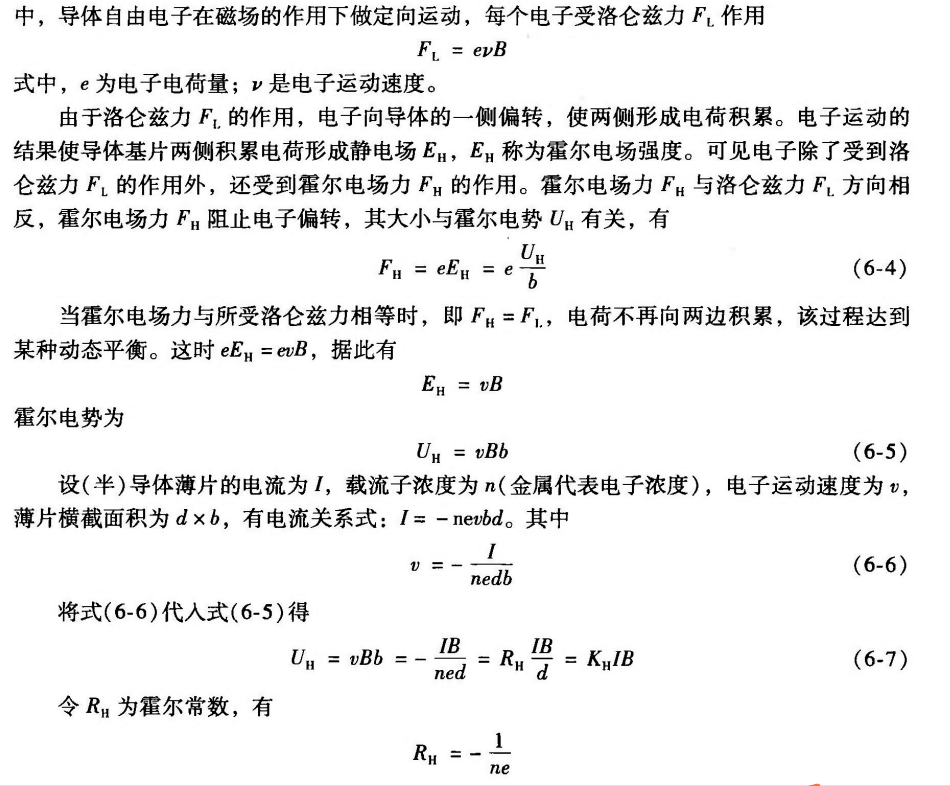 中，导体自由电子在磁场的作用下做定向运动，每个电子受洛仑兹力 F_L 作用
F_L = eνB
式中，e 为电子电荷量；ν 是电子运动速度。
由于洛仑兹力 F_L 的作用，电子向导体的一侧偏转，使两侧形成电荷积累。电子运动的
结果使导体基片两侧积累电荷形成静电场 E_H，E_H 称为霍尔电场强度。可见电子除了受到洛
仑兹力 F_L 的作用外，还受到霍尔电场力 F_H 的作用。霍尔电场力 F_H 与洛仑兹力 F_L 方向相
反，霍尔电场力 F_H 阻止电子偏转，其大小与霍尔电势 U_H 有关，有
F_H = eE_H = e U_H/b (6-4)
当霍尔电场力与所受洛仑兹力相等时，即 F_H = F_L，电荷不再向两边积累，该过程达到
某种动态平衡。这时 eE_H = evB，据此有
E_H = vB
霍尔电势为
U_H = vBb (6-5)
设(半)导体薄片的电流为 I，载流子浓度为 n(金属代表电子浓度)，电子运动速度为 v，
薄片横截面积为 d×b，有电流关系式：I = －nevbd。其中
v = － I/nedb (6-6)
将式(6-6)代入式(6-5)得
U_H = vBb = － IB/ned = R_H IB/d = K_H IB (6-7)
令 R_H 为霍尔常数，有
R_H = － 1/ne